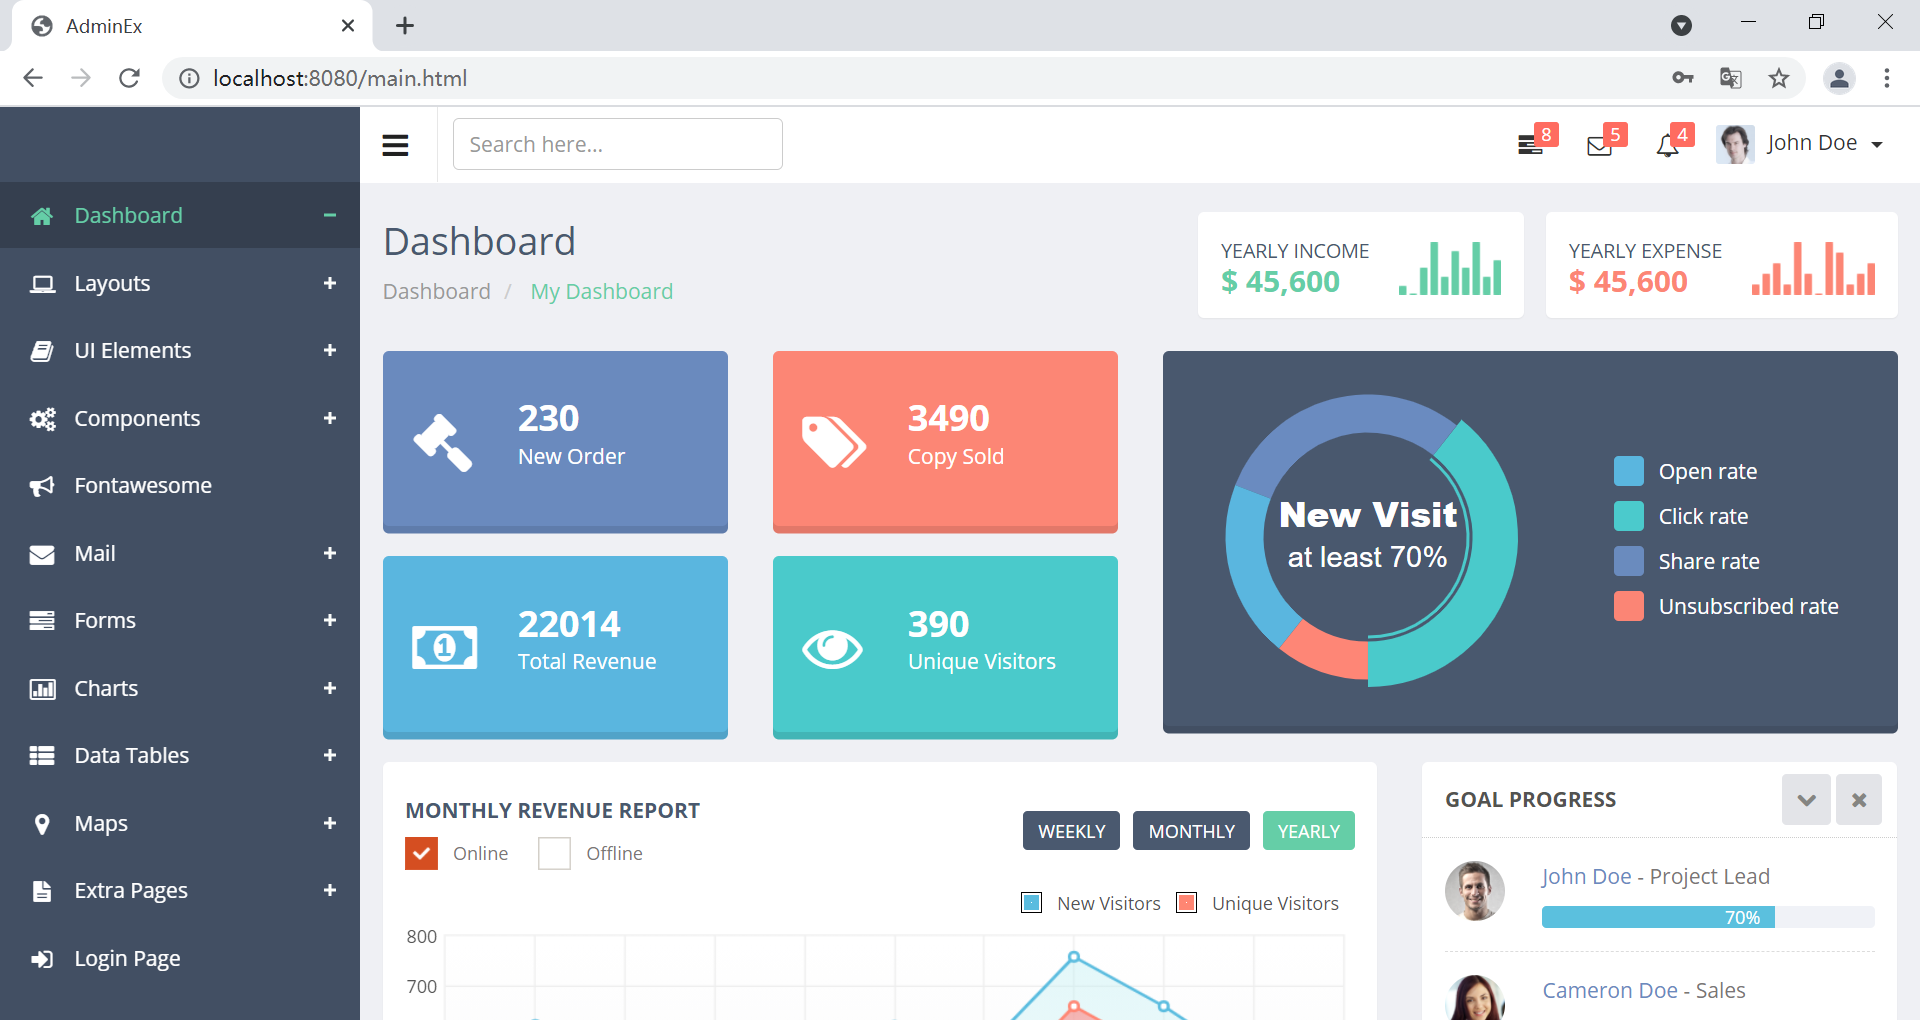 AdminEx
localhost:8080/main.html
Search here...
8
5
4
John Doe
Dashboard
Layouts
UI Elements
Components
Fontawesome
Mail
Forms
Charts
Data Tables
Maps
Extra Pages
Login Page
Dashboard
Dashboard / My Dashboard
YEARLY INCOME
$ 45,600
YEARLY EXPENSE
$ 45,600
230
New Order
3490
Copy Sold
22014
Total Revenue
390
Unique Visitors
New Visit
at least 70%
Open rate
Click rate
Share rate
Unsubscribed rate
MONTHLY REVENUE REPORT
Online
Offline
WEEKLY
MONTHLY
YEARLY
New Visitors
Unique Visitors
800
700
GOAL PROGRESS
John Doe - Project Lead
70%
Cameron Doe - Sales